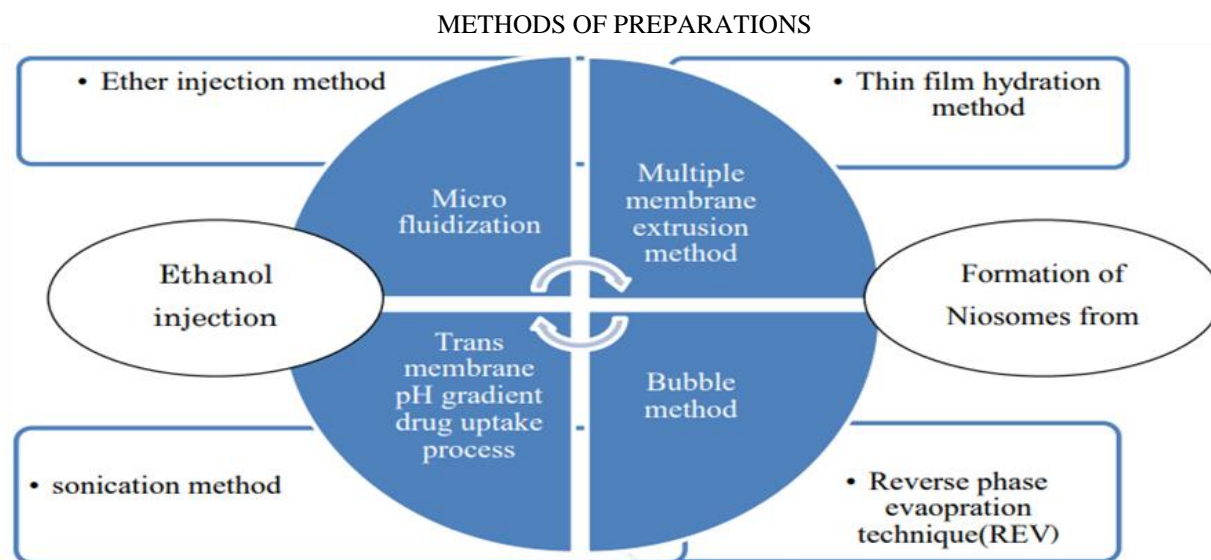 METHODS OF PREPARATIONS
• Ether injection method
• Thin film hydration
method
Micro
fluidization
Multiple
membrane
extrusion
method
Ethanol
injection
Formation of
Niosomes from
Trans
membrane
pH gradient
drug uptake
process
Bubble
method
• sonication method
• Reverse phase
evaopration
technique(REV)